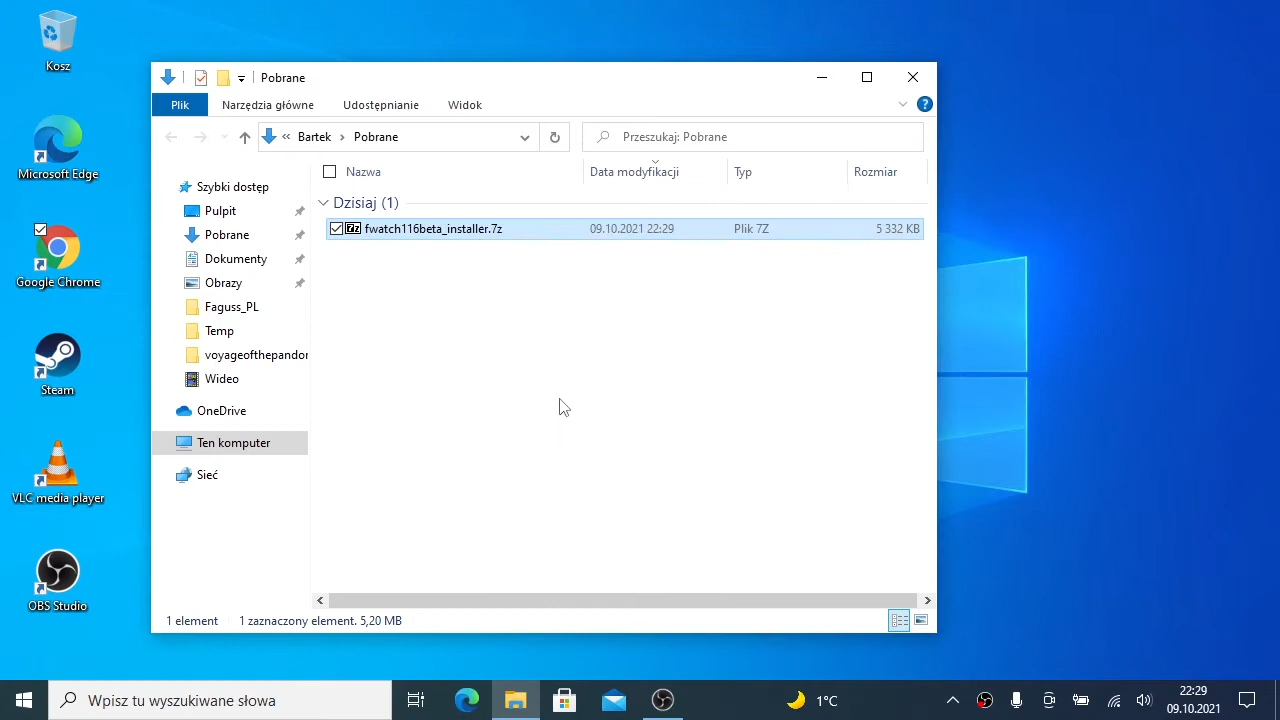 Kosz
Microsoft Edge
Google Chrome
Steam
VLC media player
OBS Studio
Pobrane
Plik
Narzędzia główne
Udostępnianie
Widok
Bartek
Pobrane
Przeszukaj: Pobrane
Szybki dostęp
Pulpit
Pobrane
Dokumenty
Obrazy
Faguss_PL
Temp
voyageofthepandor
Wideo
OneDrive
Ten komputer
Sieć
Nazwa
Data modyfikacji
Typ
Rozmiar
Dzisiaj (1)
fwatch116beta_installer.7z
09.10.2021 22:29
Plik 7Z
5 332 KB
1 element
1 zaznaczony element. 5,20 MB
Wpisz tu wyszukiwane słowa
1°C
22:29
09.10.2021